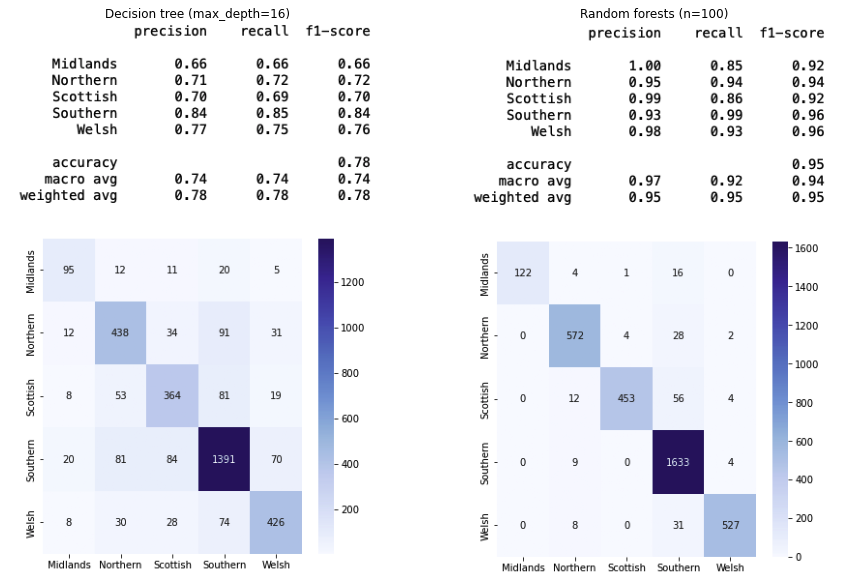 Decision tree (max_depth=16)
precision recall f1-score
Midlands 0.66 0.66 0.66
Northern 0.71 0.72 0.72
Scottish 0.70 0.69 0.70
Southern 0.84 0.85 0.84
Welsh 0.77 0.75 0.76
accuracy 0.78
macro avg 0.74 0.74 0.74
weighted avg 0.78 0.78 0.78
Midlands 95 12 11 20 5
Northern 12 438 34 91 31
Scottish 8 53 364 81 19
Southern 20 81 84 1391 70
Welsh 8 30 28 74 426
Midlands Northern Scottish Southern Welsh
1200
1000
800
600
400
200
Random forests (n=100)
precision recall f1-score
Midlands 1.00 0.85 0.92
Northern 0.95 0.94 0.94
Scottish 0.99 0.86 0.92
Southern 0.93 0.99 0.96
Welsh 0.98 0.93 0.96
accuracy 0.95
macro avg 0.97 0.92 0.94
weighted avg 0.95 0.95 0.95
Midlands 122 4 1 16 0
Northern 0 572 4 28 2
Scottish 0 12 453 56 4
Southern 0 9 0 1633 4
Welsh 0 8 0 31 527
Midlands Northern Scottish Southern Welsh
1600
1400
1200
1000
800
600
400
200
0